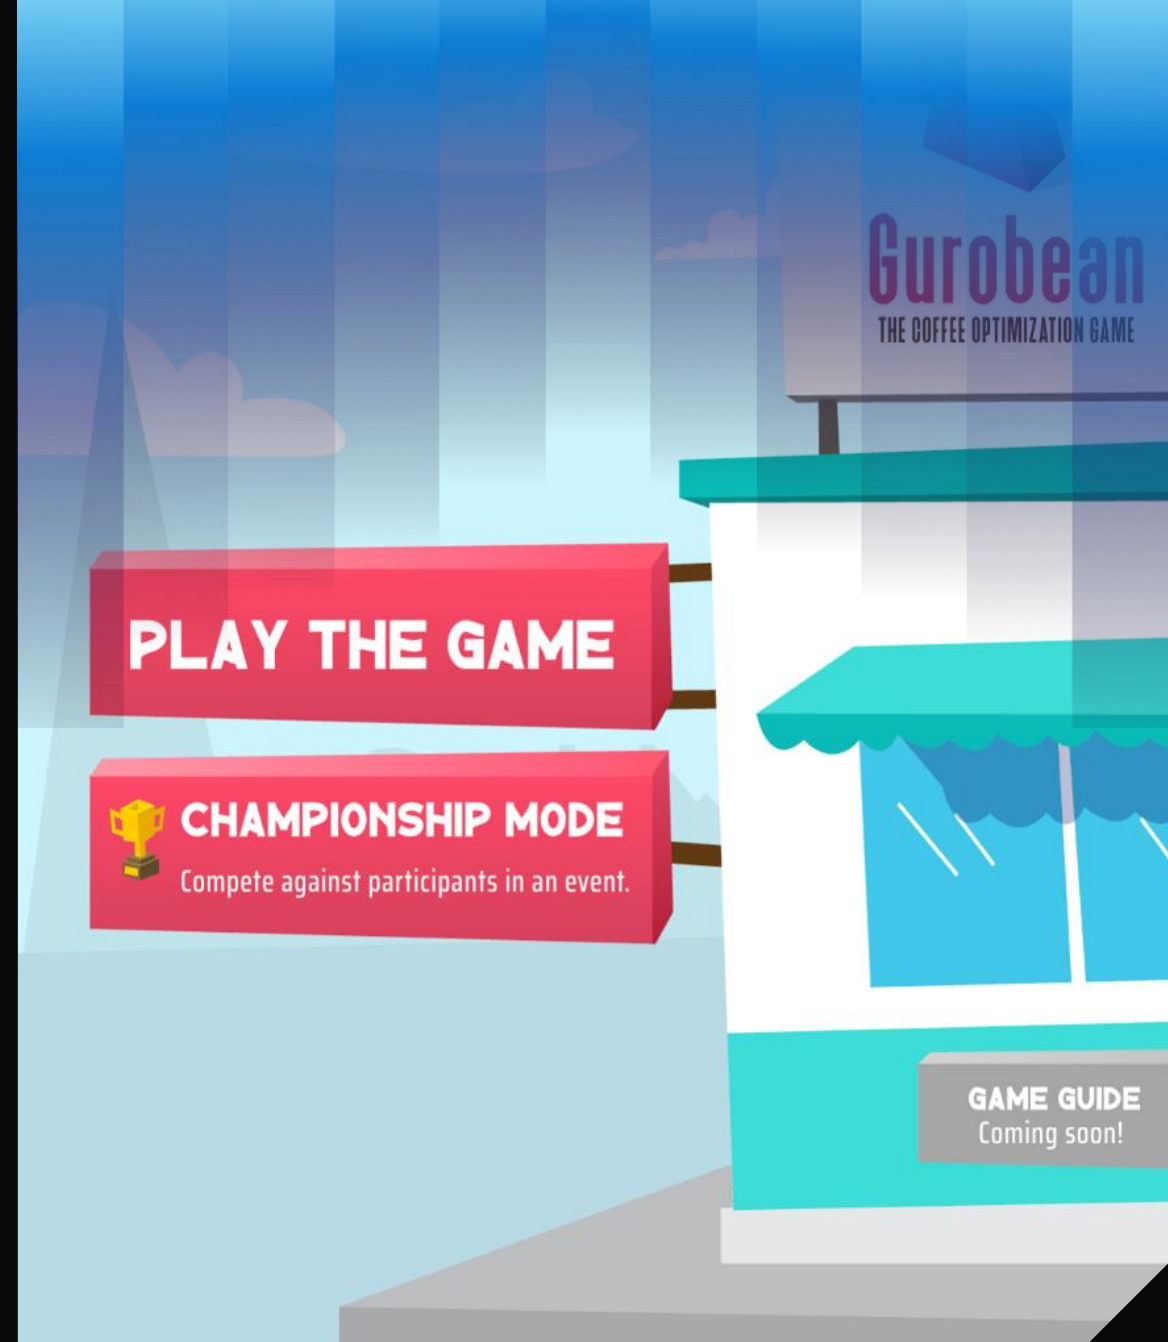 Gurobean
THE COFFEE OPTIMIZATION GAME
PLAY THE GAME
CHAMPIONSHIP MODE
Compete against participants in an event.
GAME GUIDE
Coming soon!